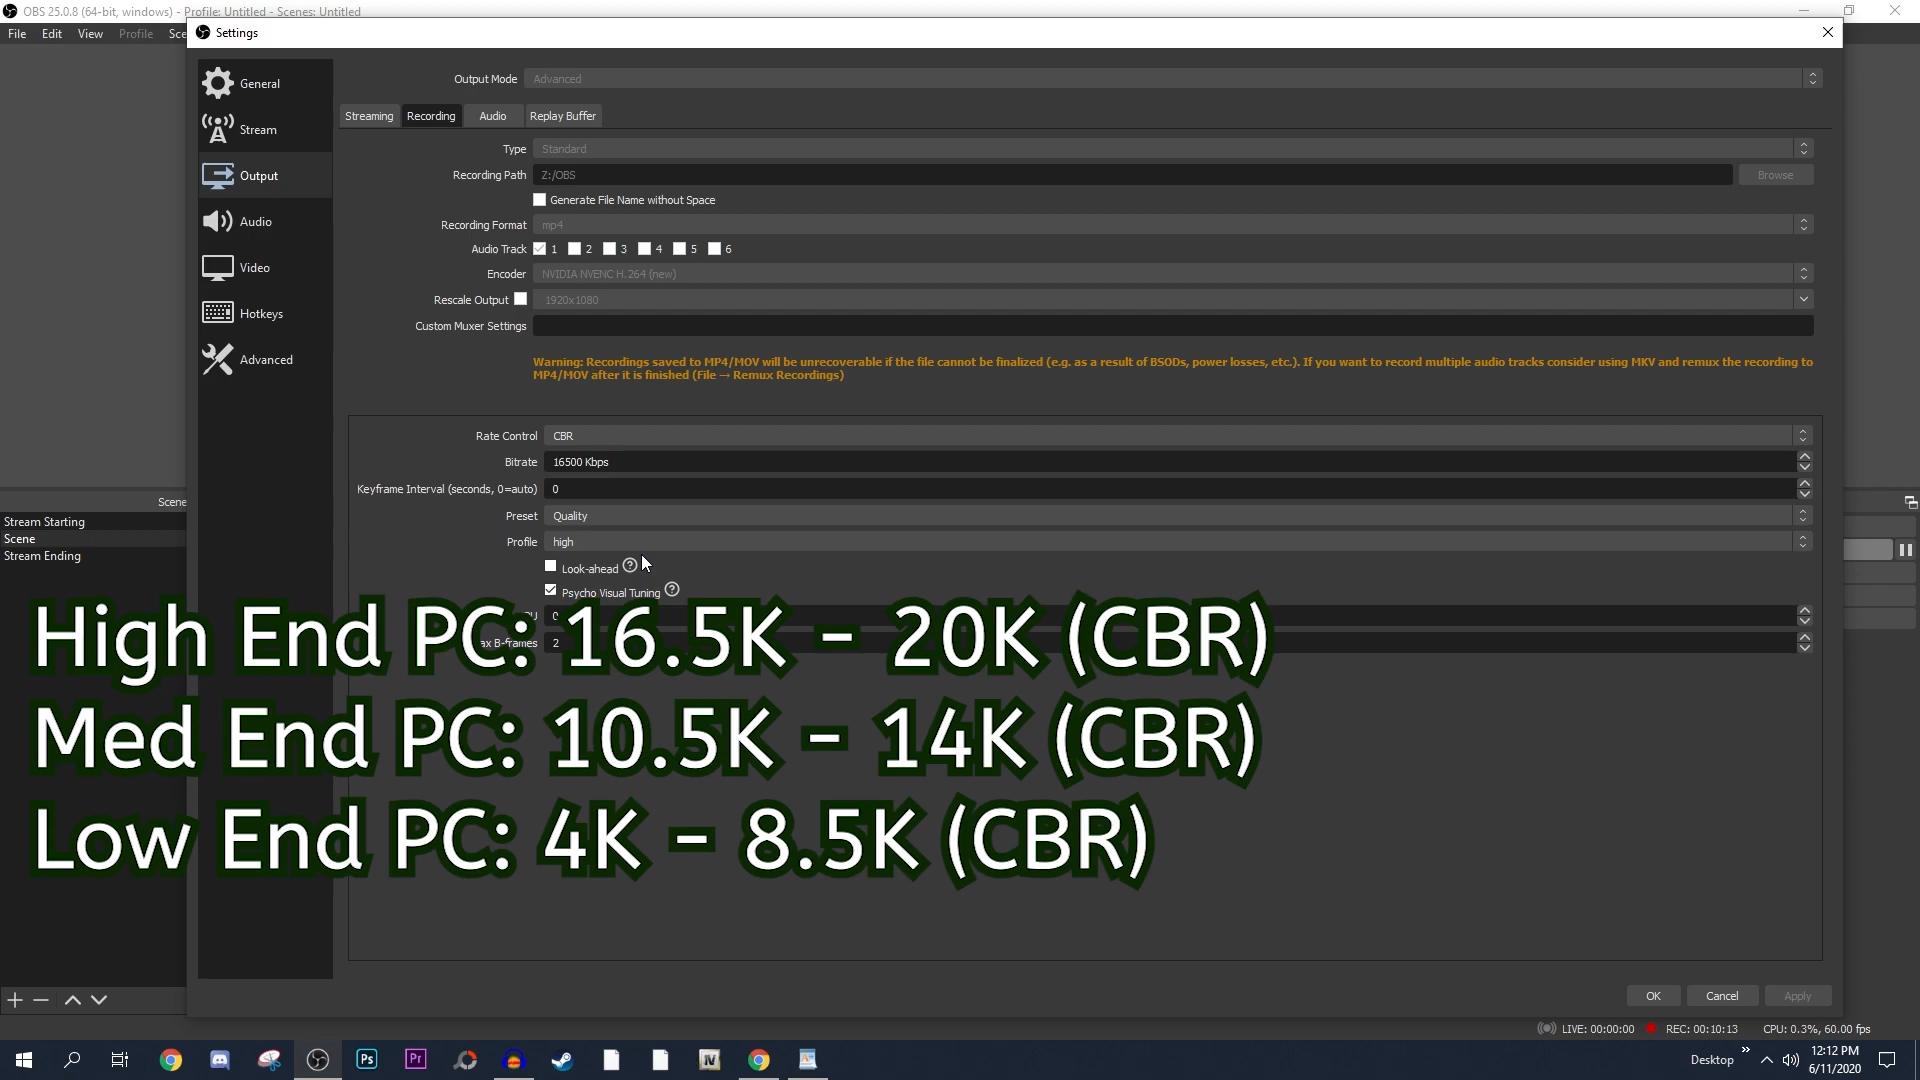 OBS 25.0.8 (64-bit, windows) - Profile: Untitled - Scenes: Untitled
File Edit View Profile Sce
Settings
General
Stream
Output
Audio
Video
Hotkeys
Advanced
Output Mode Advanced
Streaming Recording Audio Replay Buffer
Type Standard
Recording Path Z:/OBS Browse
Generate File Name without Space
Recording Format mp4
Audio Track 1 2 3 4 5 6
Encoder NVIDIA NVENC H.264 (new)
Rescale Output 1920x1080
Custom Muxer Settings
Warning: Recordings saved to MP4/MOV will be unrecoverable if the file cannot be finalized (e.g. as a result of BSODs, power losses, etc.). If you want to record multiple audio tracks consider using MKV and remux the recording to
MP4/MOV after it is finished (File → Remux Recordings)
Rate Control CBR
Bitrate 16500 Kbps
Keyframe Interval (seconds, 0=auto) 0
Preset Quality
Profile high
Look-ahead ?
Psycho Visual Tuning ?
0
B-frames 2
Scene
Stream Starting
Scene
Stream Ending
High End PC: 16.5K - 20K (CBR)
Med End PC: 10.5K - 14K (CBR)
Low End PC: 4K - 8.5K (CBR)
OK Cancel Apply
LIVE: 00:00:00 REC: 00:10:13 CPU: 0.3%, 60.00 fps
Ps
Pr
IV
Desktop
12:12 PM
6/11/2020